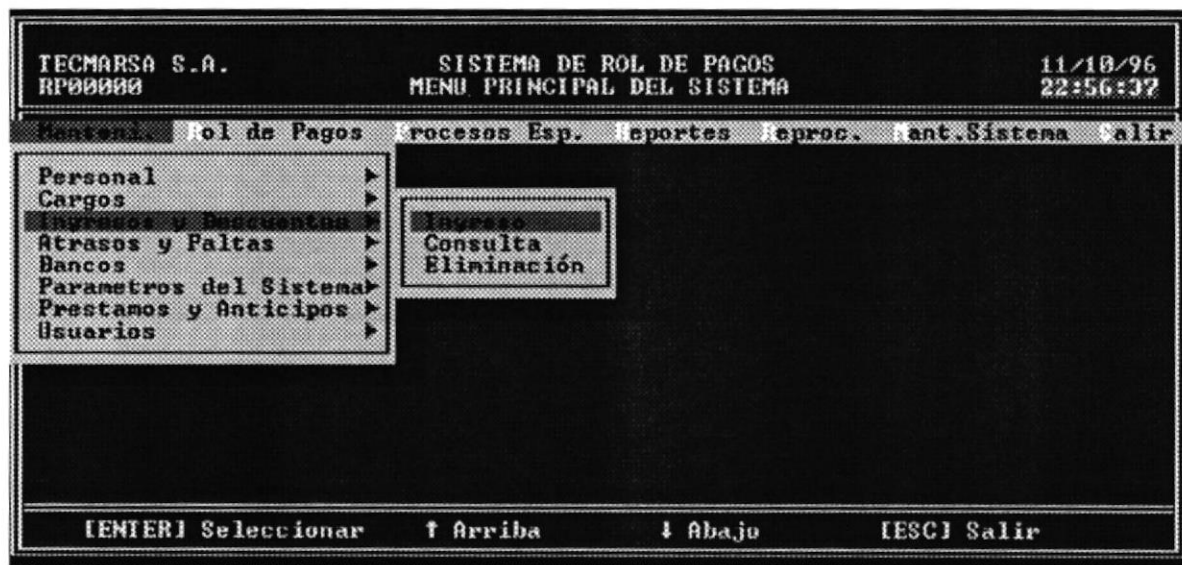 TECMARSA S.A. SISTEMA DE ROL DE PAGOS 11/10/96
RP00000 MENU PRINCIPAL DEL SISTEMA 22:56:37
Manteni. Rol de Pagos Procesos Esp. Reportes Reproc. Mant.Sistema Salir
Personal ►
Cargos ►
Ingresos y Descuentos ► Ingreso
Atrasos y Faltas ► Consulta
Bancos ► Eliminación
Parametros del Sistema►
Prestamos y Anticipos ►
Usuarios ►
[ENTER] Seleccionar ↑ Arriba ↓ Abajo [ESC] Salir